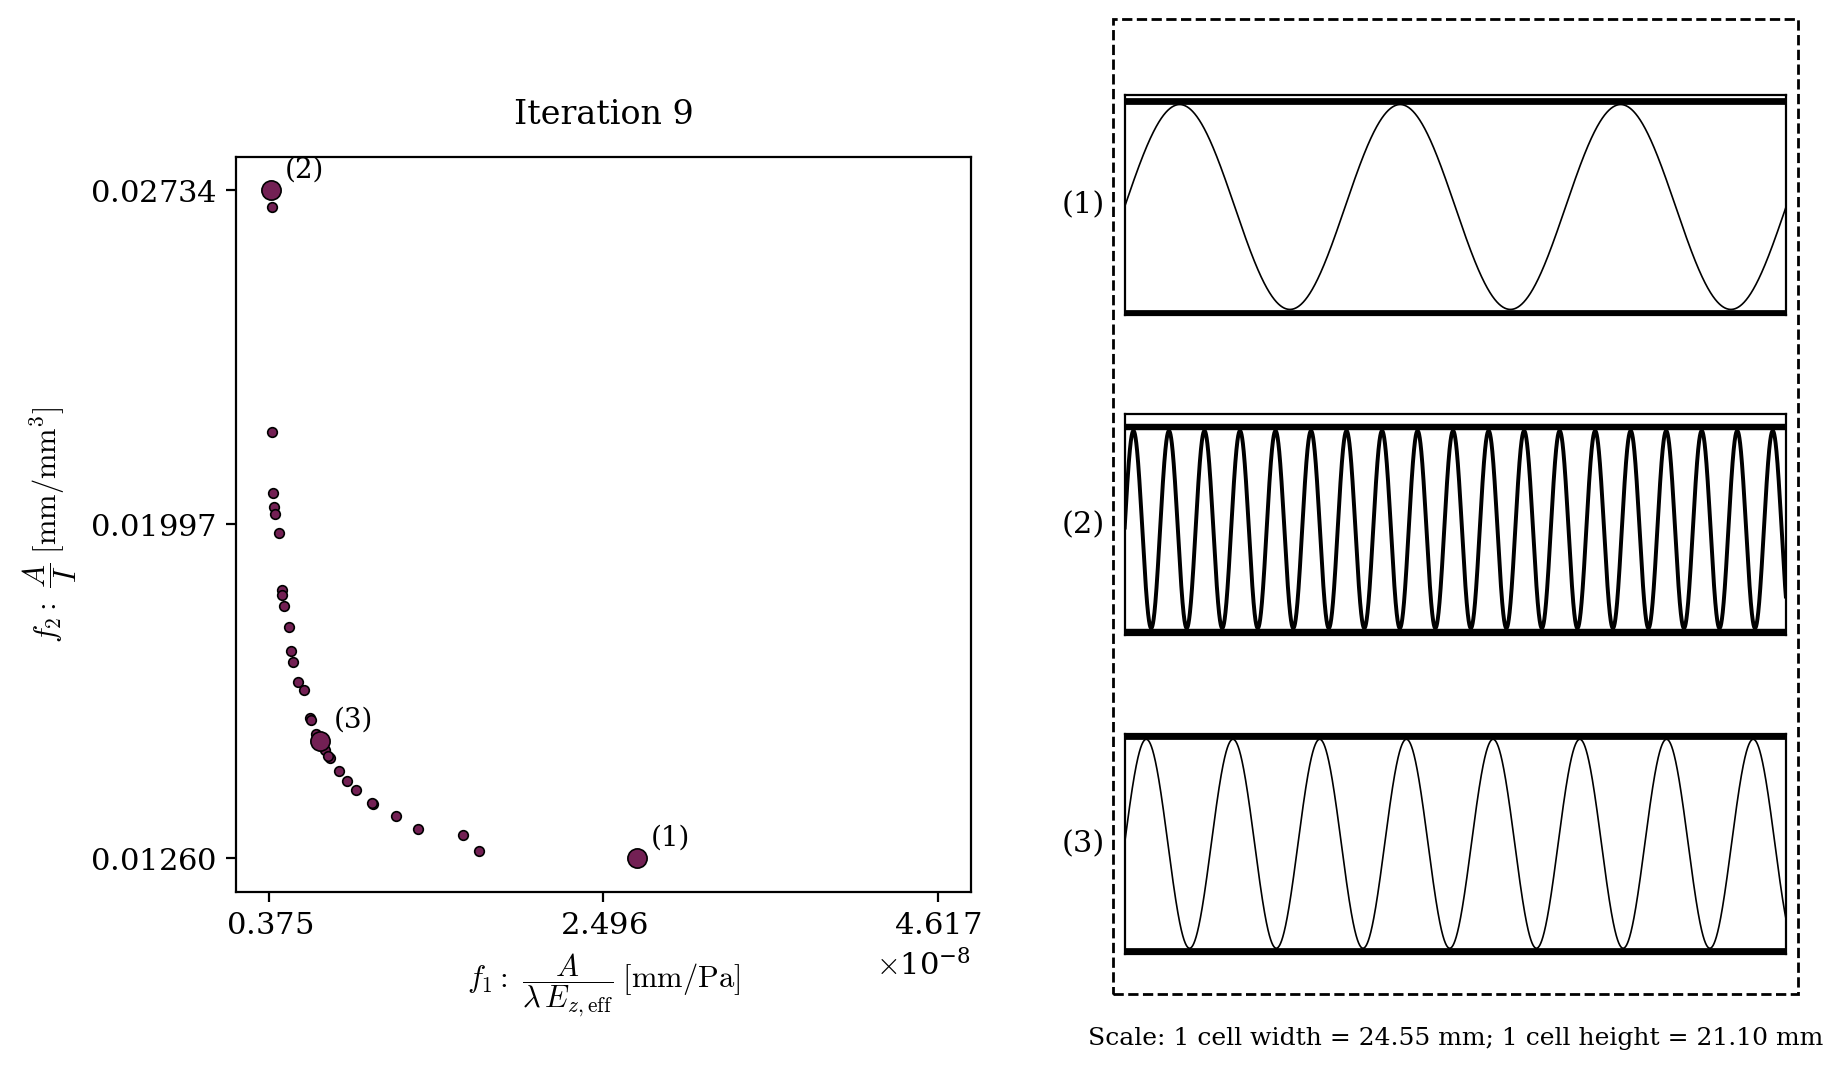 Iteration 9
(2)
0.02734
0.01997
0.01260
f₂: A/I [mm/mm³]
(3)
(1)
0.375 2.496 4.617
×10⁻⁸
f₁: A/(λ E_z,eff) [mm/Pa]
(1)
(2)
(3)
Scale: 1 cell width = 24.55 mm; 1 cell height = 21.10 mm